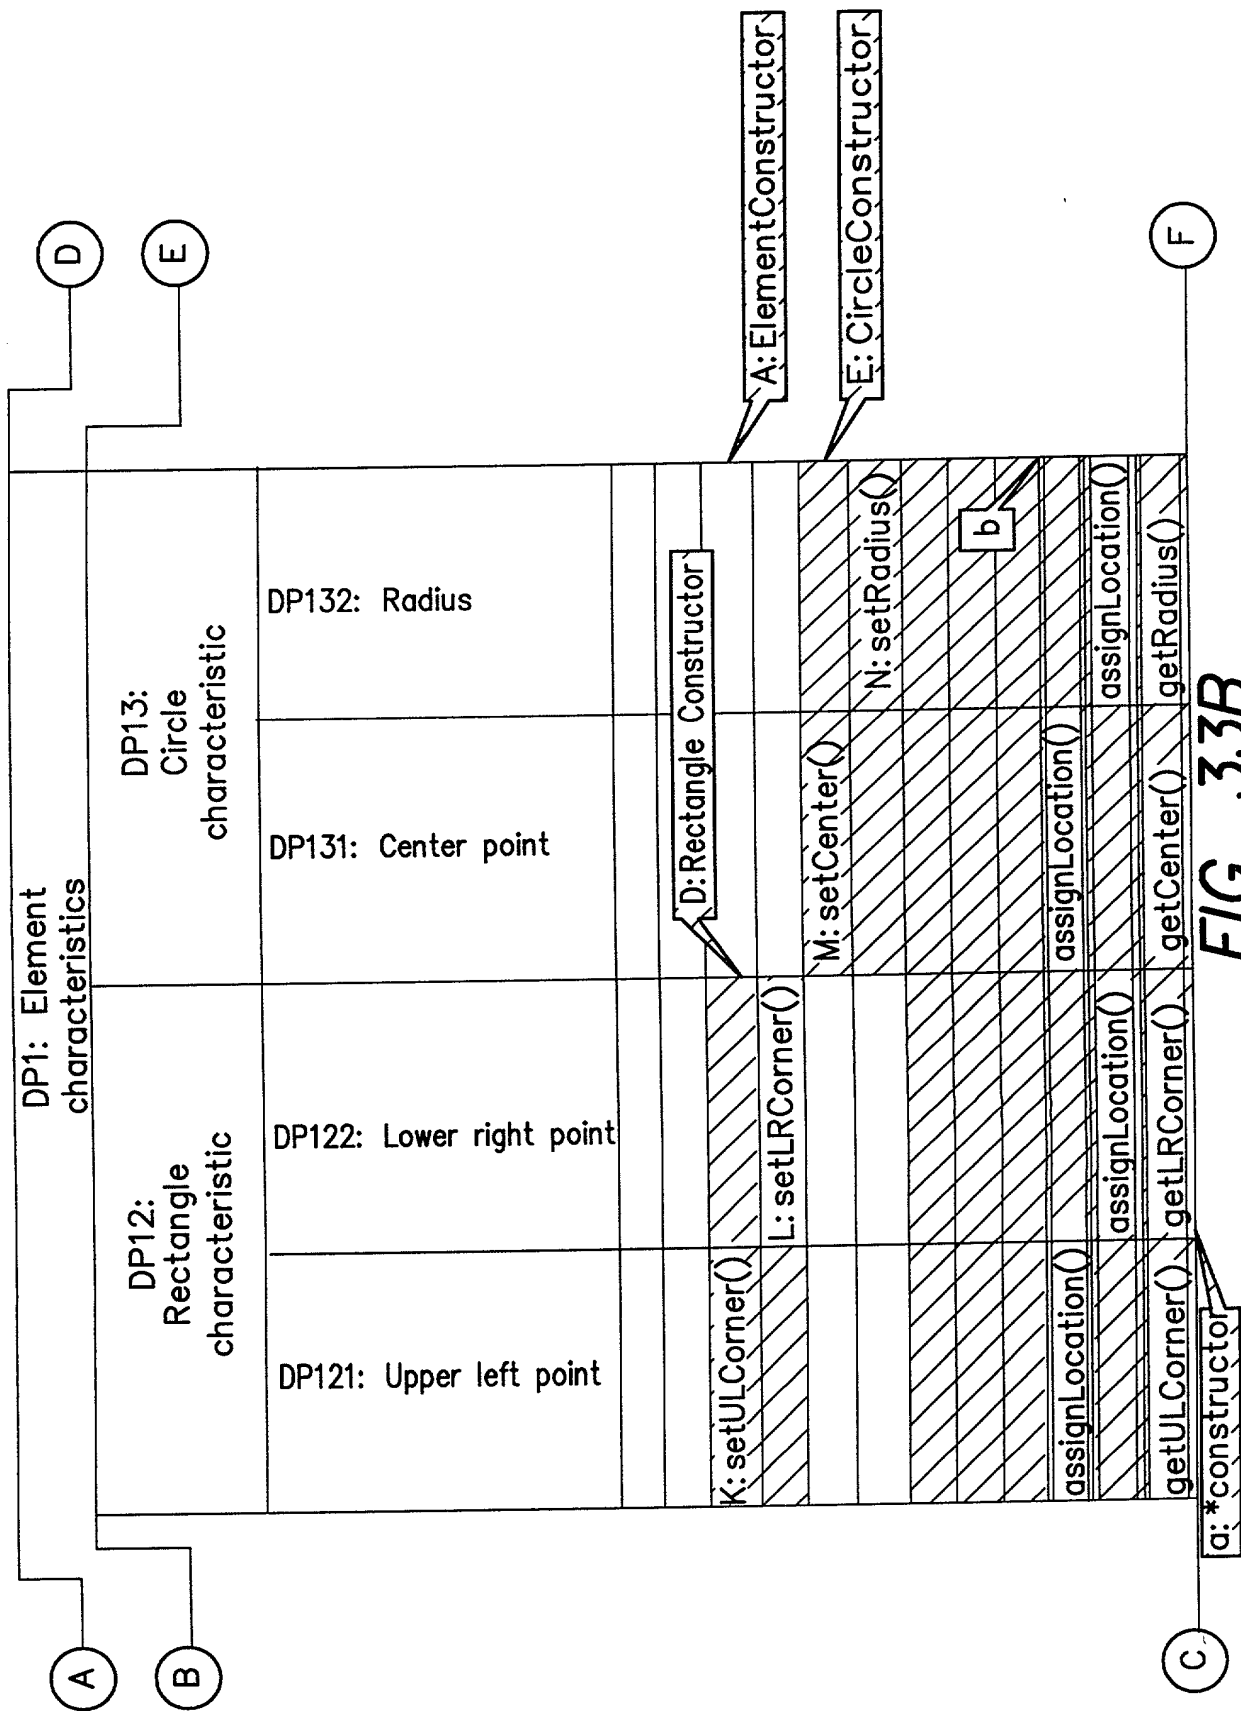 A
B
C
D
E
F
DP1: Element
characteristics
DP12:
Rectangle
characteristic
DP13:
Circle
characteristic
DP121: Upper left point
DP122: Lower right point
DP131: Center point
DP132: Radius
D:Rectangle Constructor
A:ElementConstructor
K:setULCorner()
L:setLRCorner()
E:CircleConstructor
M:setCenter()
N:setRadius()
b
assignLocation()
assignLocation()
assignLocation()
assignLocation()
getULCorner()
getLRCorner()
getCenter()
getRadius()
a:*constructor
FIG. 33B